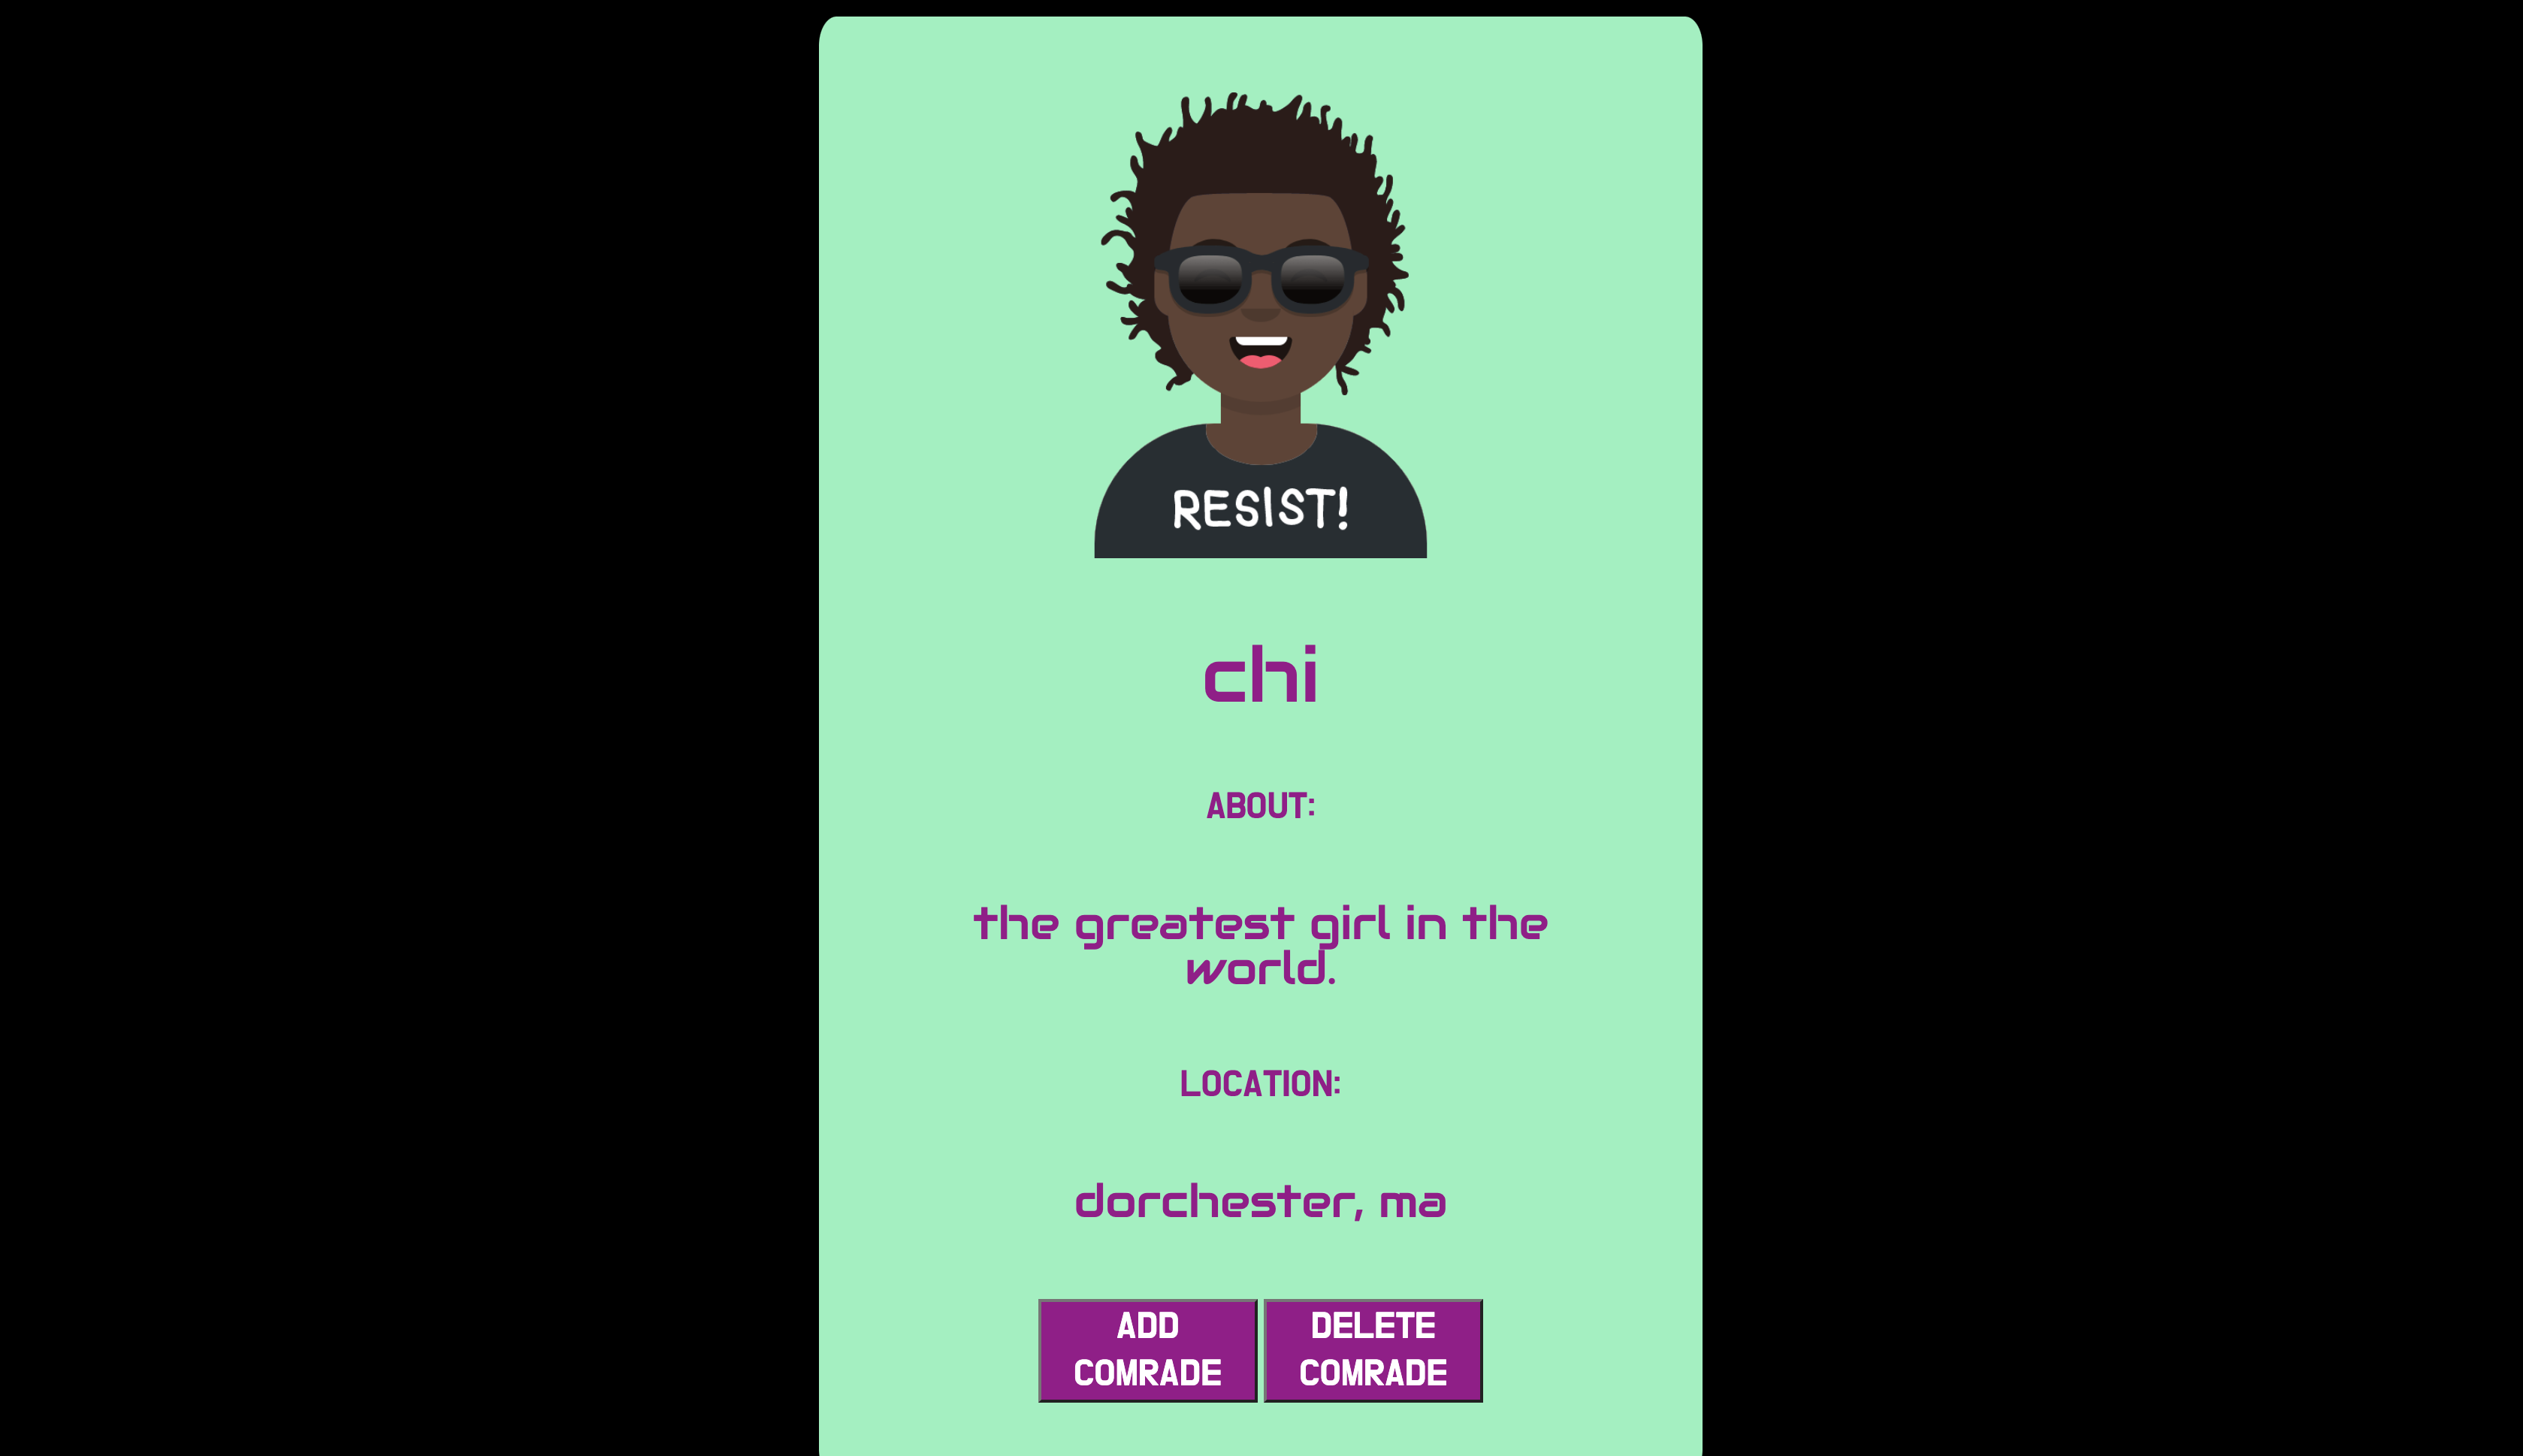 RESIST!
chi
ABOUT:
the greatest girl in the
world.
LOCATION:
dorchester, ma
ADD
COMRADE
DELETE
COMRADE